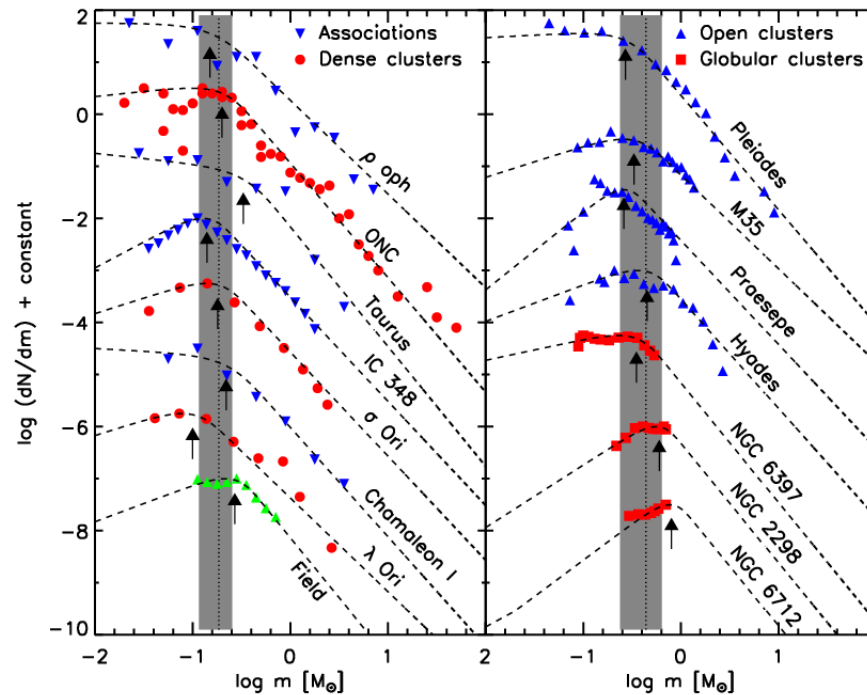 Associations
Dense clusters
Open clusters
Globular clusters
2
0
−2
−4
−6
−8
−10
log (dN/dm) + constant
ρ oph
ONC
Taurus
IC 348
σ Ori
Chamaleon I
λ Ori
Field
Pleiades
M35
Praesepe
Hyades
NGC 6397
NGC 2298
NGC 6712
−2 −1 0 1 2
−1 0 1
log m [M⊙]
log m [M⊙]